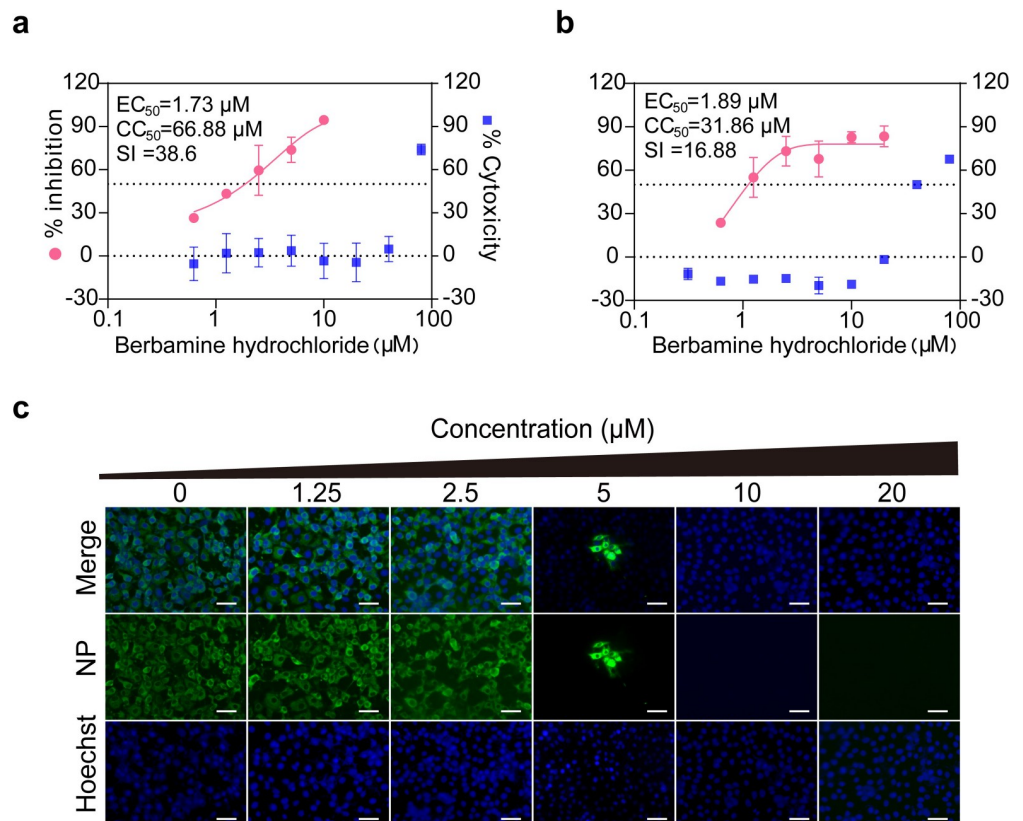 a
120
90
60
30
0
-30
% inhibition
EC₅₀=1.73 µM
CC₅₀=66.88 µM
SI =38.6
120
90
60
30
0
-30
% Cytoxicity
0.1 1 10 100
Berbamine hydrochloride (µM)
b
120
90
60
30
0
-30
EC₅₀=1.89 µM
CC₅₀=31.86 µM
SI =16.88
120
90
60
30
0
-30
0.1 1 10 100
Berbamine hydrochloride (µM)
c
Concentration (µM)
0 1.25 2.5 5 10 20
Merge
NP
Hoechst